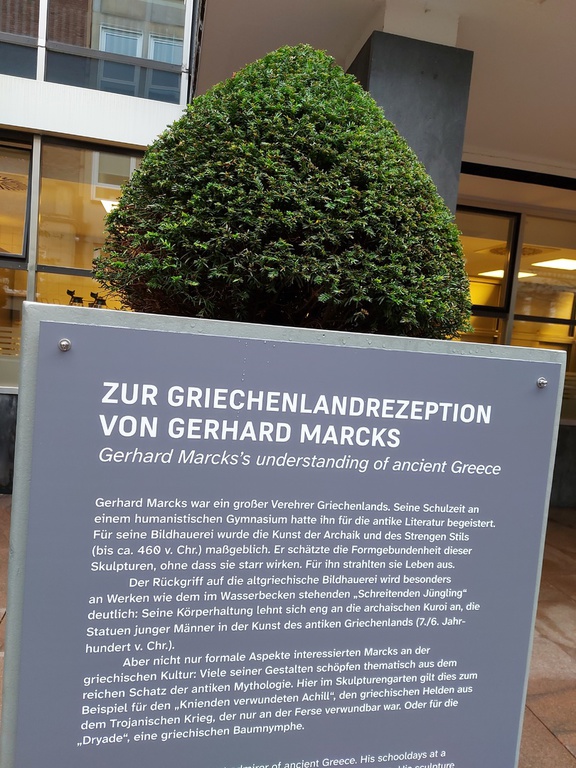 ZUR GRIECHENLANDREZEPTION
VON GERHARD MARCKS
Gerhard Marcks's understanding of ancient Greece
Gerhard Marcks war ein großer Verehrer Griechenlands. Seine Schulzeit an
einem humanistischen Gymnasium hatte ihn für die antike Literatur begeistert.
Für seine Bildhauerei wurde die Kunst der Archaik und des Strengen Stils
(bis ca. 460 v. Chr.) maßgeblich. Er schätzte die Formgebundenheit dieser
Skulpturen, ohne dass sie starr wirken. Für ihn strahlten sie Leben aus.
Der Rückgriff auf die altgriechische Bildhauerei wird besonders
an Werken wie dem im Wasserbecken stehenden „Schreitenden Jüngling“
deutlich: Seine Körperhaltung lehnt sich eng an die archaischen Kuroi an, die
Statuen junger Männer in der Kunst des antiken Griechenlands (7./6. Jahr-
hundert v. Chr.).
Aber nicht nur formale Aspekte interessierten Marcks an der
griechischen Kultur: Viele seiner Gestalten schöpfen thematisch aus dem
reichen Schatz der antiken Mythologie. Hier im Skulpturengarten gilt dies zum
Beispiel für den „Knienden verwundeten Achill“, den griechischen Helden aus
dem Trojanischen Krieg, der nur an der Ferse verwundbar war. Oder für die
„Dryade“, eine griechischen Baumnymphe.
admirer of ancient Greece. His schooldays at a
His sculpture